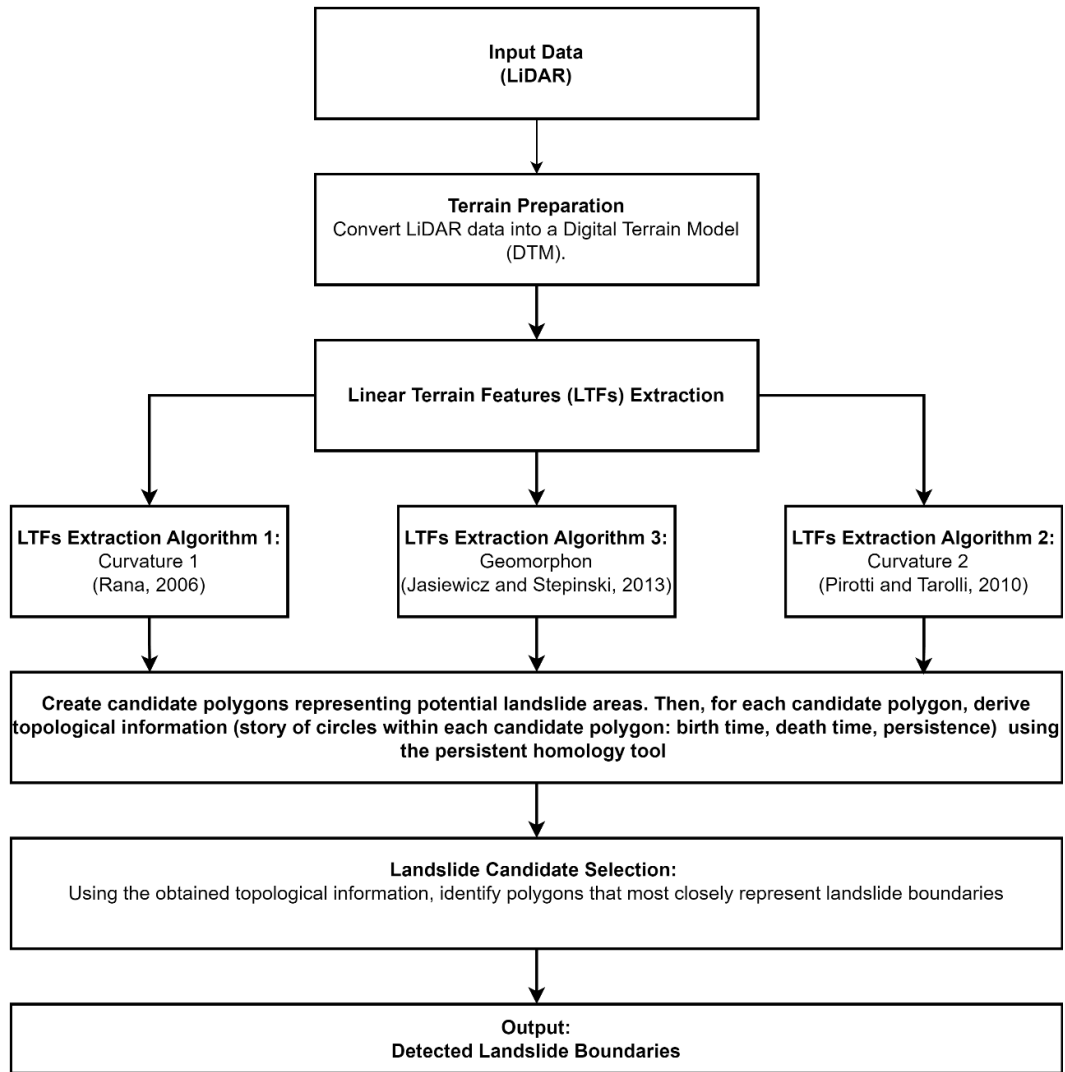 Input Data
(LiDAR)
Terrain Preparation
Convert LiDAR data into a Digital Terrain Model
(DTM).
Linear Terrain Features (LTFs) Extraction
LTFs Extraction Algorithm 1:
Curvature 1
(Rana, 2006)
LTFs Extraction Algorithm 3:
Geomorphon
(Jasiewicz and Stepinski, 2013)
LTFs Extraction Algorithm 2:
Curvature 2
(Pirotti and Tarolli, 2010)
Create candidate polygons representing potential landslide areas. Then, for each candidate polygon, derive
topological information (story of circles within each candidate polygon: birth time, death time, persistence) using
the persistent homology tool
Landslide Candidate Selection:
Using the obtained topological information, identify polygons that most closely represent landslide boundaries
Output:
Detected Landslide Boundaries